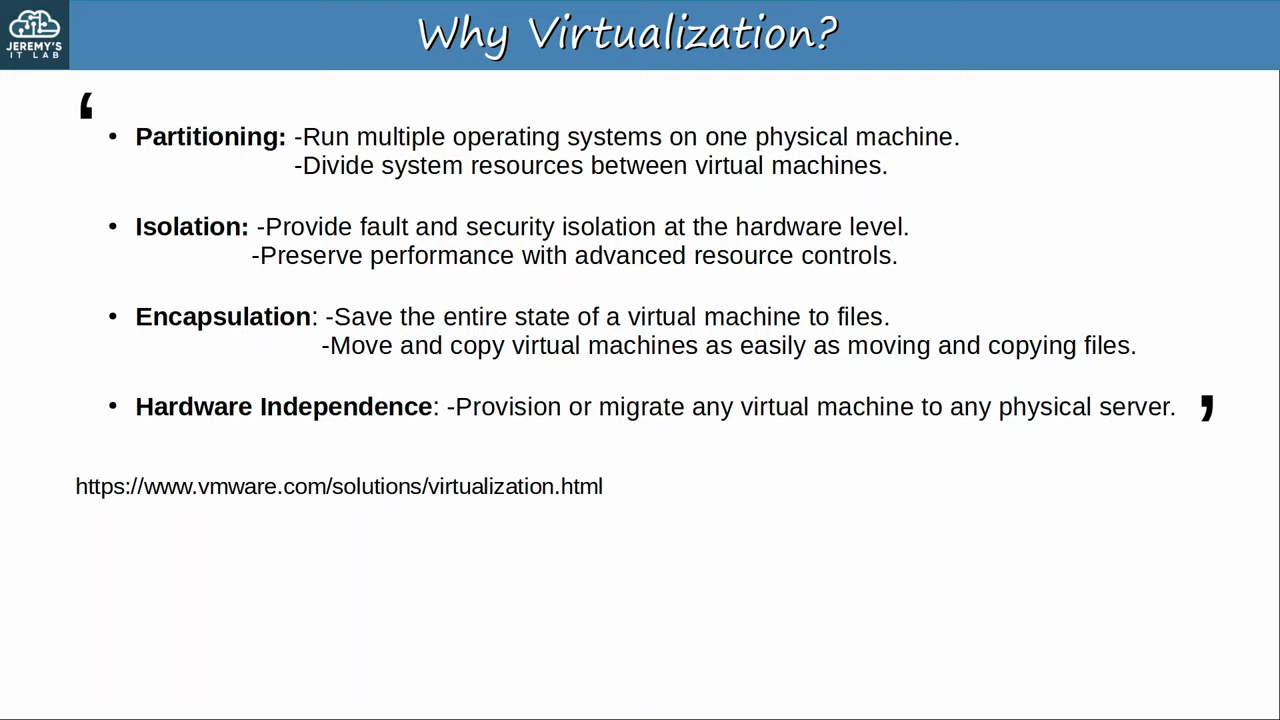 JEREMY'S
IT LAB
Why Virtualization?
‘
• Partitioning: -Run multiple operating systems on one physical machine.
-Divide system resources between virtual machines.
• Isolation: -Provide fault and security isolation at the hardware level.
-Preserve performance with advanced resource controls.
• Encapsulation: -Save the entire state of a virtual machine to files.
-Move and copy virtual machines as easily as moving and copying files.
• Hardware Independence: -Provision or migrate any virtual machine to any physical server. ’
https://www.vmware.com/solutions/virtualization.html